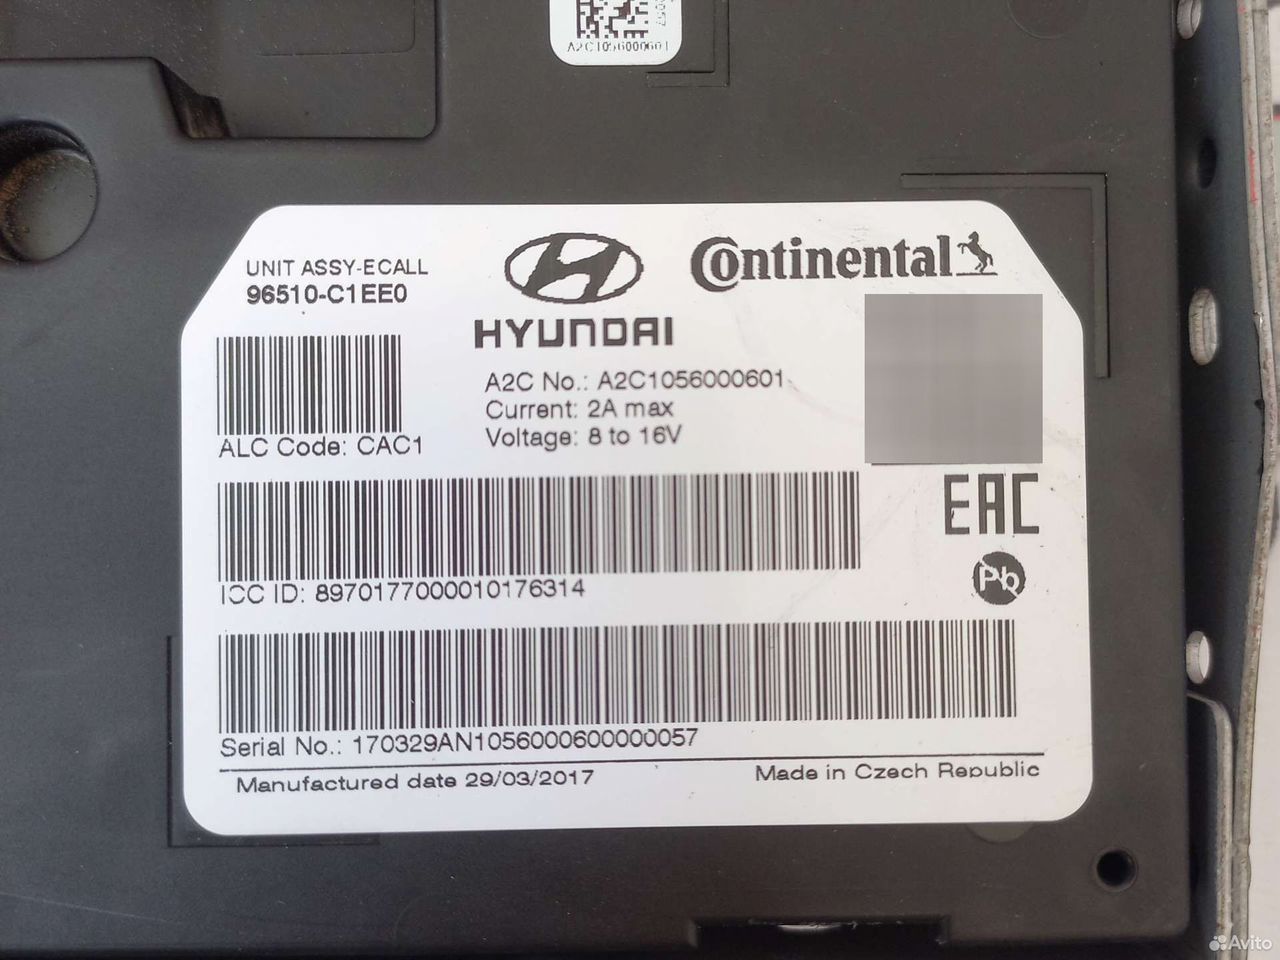 A2C1056000601
UNIT ASSY-ECALL
96510-C1EE0
HYUNDAI
Continental
A2C No.: A2C1056000601
Current: 2A max
Voltage: 8 to 16V
ALC Code: CAC1
EAC
Pb
ICC ID: 8970177000010176314
Serial No.: 170329AN1056000600000057
Manufactured date 29/03/2017
Made in Czech Republic
Avito